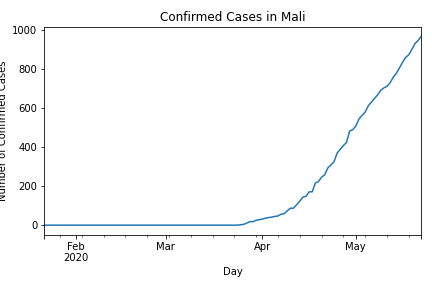 Confirmed Cases in Mali
Number of Confirmed Cases
1000
800
600
400
200
0
Feb
2020
Mar
Apr
May
Day